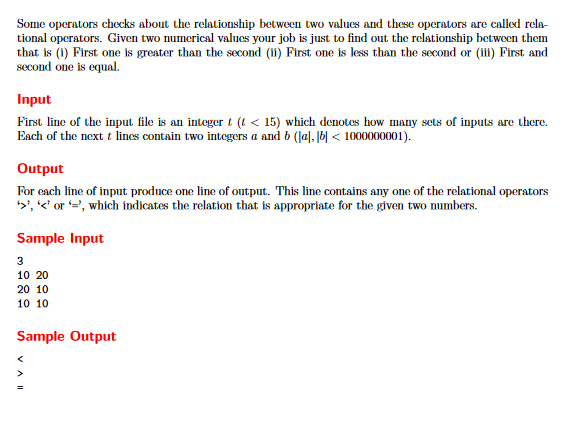 Some operators checks about the relationship between two values and these operators are called rela-
tional operators. Given two numerical values your job is just to find out the relationship between them
that is (i) First one is greater than the second (ii) First one is less than the second or (iii) First and
second one is equal.
Input
First line of the input file is an integer t (t < 15) which denotes how many sets of inputs are there.
Each of the next t lines contain two integers a and b (|a|, |b| < 1000000001).
Output
For each line of input produce one line of output. This line contains any one of the relational operators
‘>’, ‘<’ or ‘=’, which indicates the relation that is appropriate for the given two numbers.
Sample Input
3
10 20
20 10
10 10
Sample Output
<
>
=